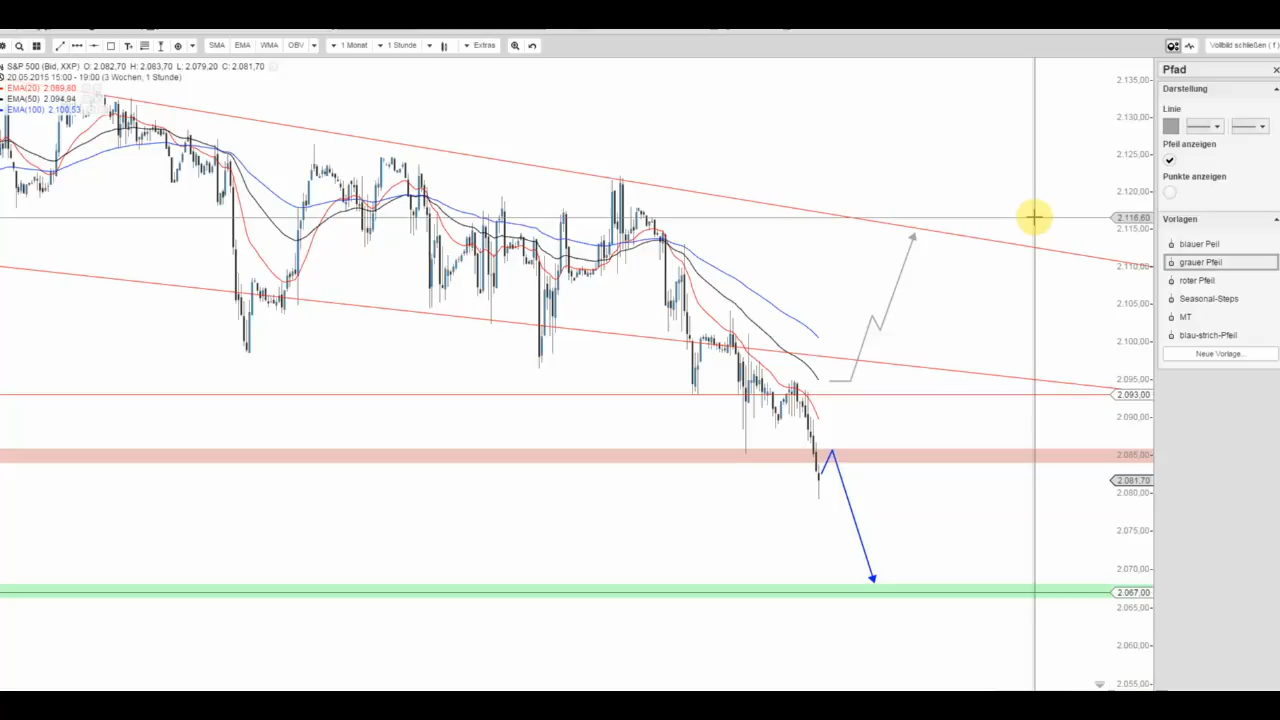 SMA EMA WMA OBV 1 Monat 1 Stunde Extras Vollbild schließen ( f )
S&P 500 (Bid, XXP) O: 2.082,70 H: 2.083,70 L: 2.079,20 C: 2.081,70
20.05.2015 15:00 - 19:00 (3 Wochen, 1 Stunde)
EMA(20) 2.089,80
EMA(50) 2.094,94
EMA(100) 2.100,53
2.135,00
2.130,00
2.125,00
2.120,00
2.116,60
2.115,00
2.110,00
2.105,00
2.100,00
2.095,00
2.093,00
2.090,00
2.085,00
2.081,70
2.080,00
2.075,00
2.070,00
2.067,00
2.065,00
2.060,00
2.055,00
Pfad
Darstellung
Linie
Pfeil anzeigen
Punkte anzeigen
Vorlagen
blauer Peil
grauer Pfeil
roter Pfeil
Seasonal-Steps
MT
blau-strich-Pfeil
Neue Vorlage...